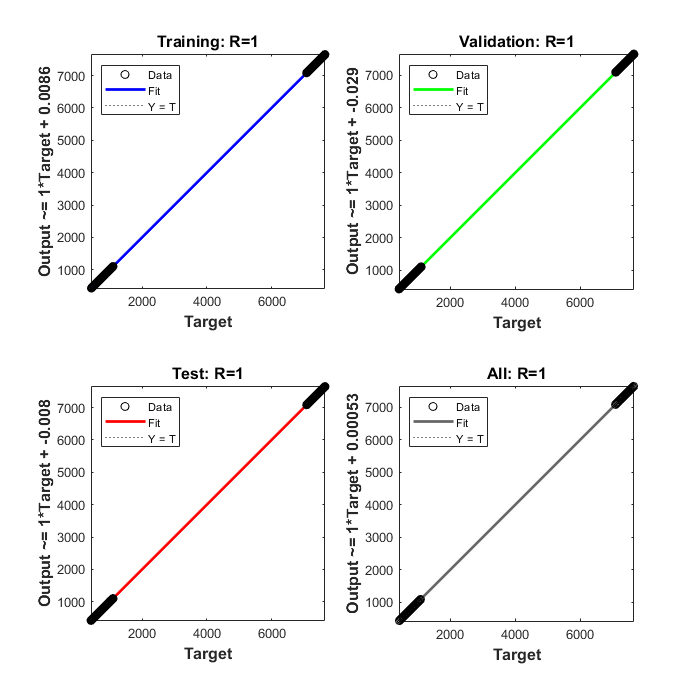 Training: R=1
Output ~= 1*Target + 0.0086
7000
6000
5000
4000
3000
2000
1000
Data
Fit
Y = T
2000 4000 6000
Target
Validation: R=1
Output ~= 1*Target + -0.029
7000
6000
5000
4000
3000
2000
1000
Data
Fit
Y = T
2000 4000 6000
Target
Test: R=1
Output ~= 1*Target + -0.008
7000
6000
5000
4000
3000
2000
1000
Data
Fit
Y = T
2000 4000 6000
Target
All: R=1
Output ~= 1*Target + 0.00053
7000
6000
5000
4000
3000
2000
1000
Data
Fit
Y = T
2000 4000 6000
Target